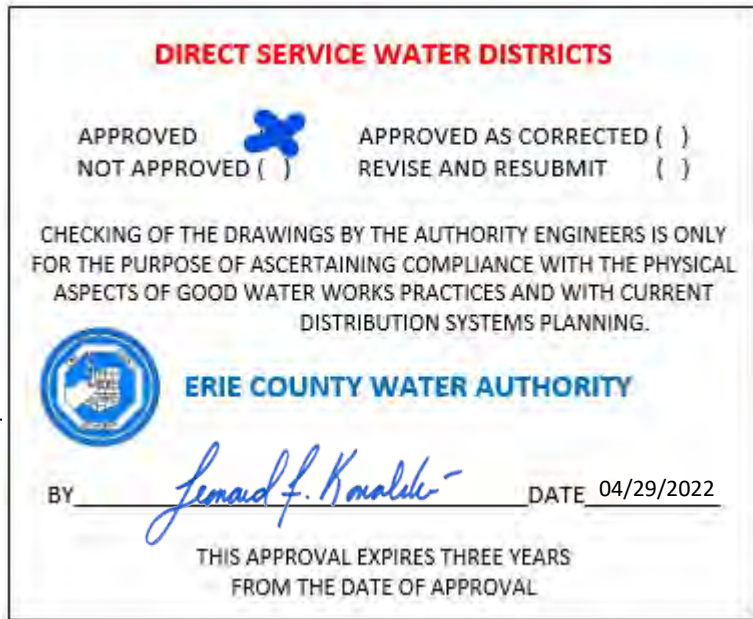 DIRECT SERVICE WATER DISTRICTS
APPROVED APPROVED AS CORRECTED ( )
NOT APPROVED ( ) REVISE AND RESUBMIT ( )
CHECKING OF THE DRAWINGS BY THE AUTHORITY ENGINEERS IS ONLY
FOR THE PURPOSE OF ASCERTAINING COMPLIANCE WITH THE PHYSICAL
ASPECTS OF GOOD WATER WORKS PRACTICES AND WITH CURRENT
DISTRIBUTION SYSTEMS PLANNING.
ERIE COUNTY WATER AUTHORITY
BY DATE 04/29/2022
THIS APPROVAL EXPIRES THREE YEARS
FROM THE DATE OF APPROVAL